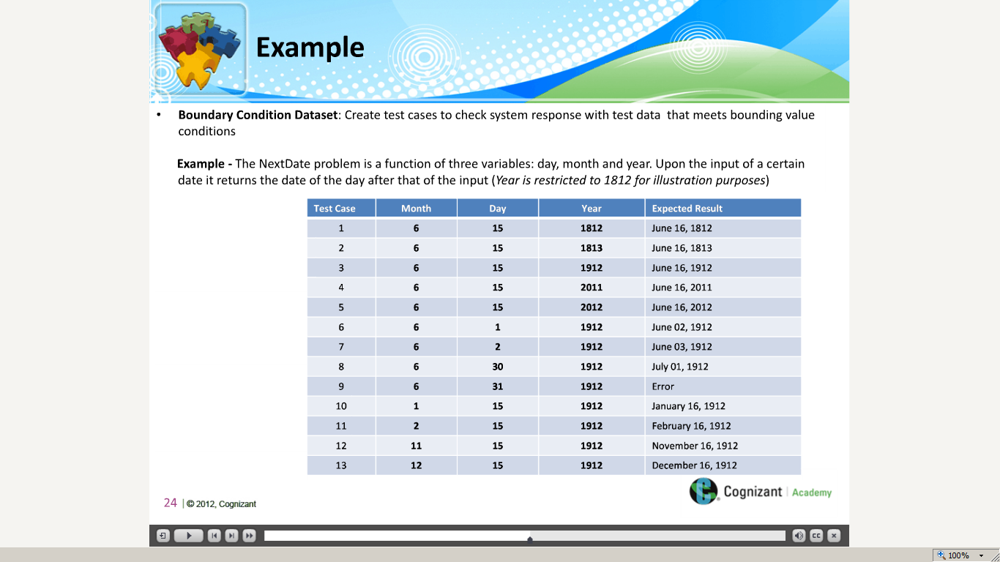 Example
• Boundary Condition Dataset: Create test cases to check system response with test data that meets bounding value
conditions
Example - The NextDate problem is a function of three variables: day, month and year. Upon the input of a certain
date it returns the date of the day after that of the input (Year is restricted to 1812 for illustration purposes)
Test Case Month Day Year Expected Result
1 6 15 1812 June 16, 1812
2 6 15 1813 June 16, 1813
3 6 15 1912 June 16, 1912
4 6 15 2011 June 16, 2011
5 6 15 2012 June 16, 2012
6 6 1 1912 June 02, 1912
7 6 2 1912 June 03, 1912
8 6 30 1912 July 01, 1912
9 6 31 1912 Error
10 1 15 1912 January 16, 1912
11 2 15 1912 February 16, 1912
12 11 15 1912 November 16, 1912
13 12 15 1912 December 16, 1912
Cognizant | Academy
24 | © 2012, Cognizant
CC
100%